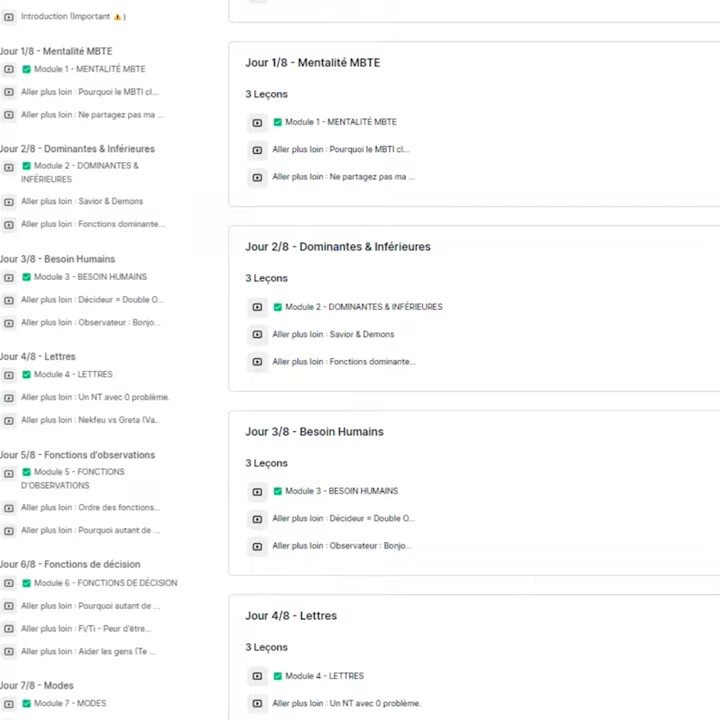 Introduction (Important ⚠️)
Jour 1/8 - Mentalité MBTE
✅ Module 1 - MENTALITÉ MBTE
Aller plus loin : Pourquoi le MBTI cl...
Aller plus loin : Ne partagez pas ma ...
Jour 2/8 - Dominantes & Inférieures
✅ Module 2 - DOMINANTES &
INFÉRIEURES
Aller plus loin : Savior & Demons
Aller plus loin : Fonctions dominante...
Jour 3/8 - Besoin Humains
✅ Module 3 - BESOIN HUMAINS
Aller plus loin : Décideur = Double O...
Aller plus loin : Observateur : Bonjo...
Jour 4/8 - Lettres
✅ Module 4 - LETTRES
Aller plus loin : Un NT avec 0 problème.
Aller plus loin : Nekfeu vs Greta (Va...
Jour 5/8 - Fonctions d'observations
✅ Module 5 - FONCTIONS
D'OBSERVATIONS
Aller plus loin : Ordre des fonctions...
Aller plus loin : Pourquoi autant de ...
Jour 6/8 - Fonctions de décision
✅ Module 6 - FONCTIONS DE DÉCISION
Aller plus loin : Pourquoi autant de ...
Aller plus loin : Fi/Ti - Peur d'être...
Aller plus loin : Aider les gens (Te ...
Jour 7/8 - Modes
✅ Module 7 - MODES
Jour 1/8 - Mentalité MBTE
3 Leçons
✅ Module 1 - MENTALITÉ MBTE
Aller plus loin : Pourquoi le MBTI cl...
Aller plus loin : Ne partagez pas ma ...
Jour 2/8 - Dominantes & Inférieures
3 Leçons
✅ Module 2 - DOMINANTES & INFÉRIEURES
Aller plus loin : Savior & Demons
Aller plus loin : Fonctions dominante...
Jour 3/8 - Besoin Humains
3 Leçons
✅ Module 3 - BESOIN HUMAINS
Aller plus loin : Décideur = Double O...
Aller plus loin : Observateur : Bonjo...
Jour 4/8 - Lettres
3 Leçons
✅ Module 4 - LETTRES
Aller plus loin : Un NT avec 0 problème.